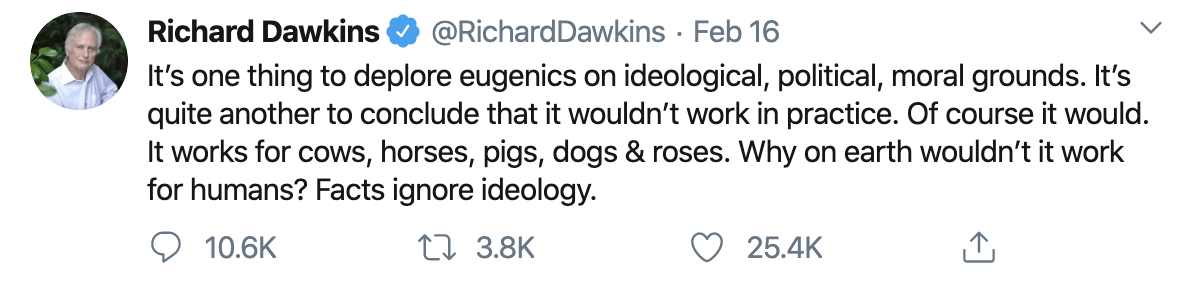 Richard Dawkins @RichardDawkins · Feb 16
It’s one thing to deplore eugenics on ideological, political, moral grounds. It’s
quite another to conclude that it wouldn’t work in practice. Of course it would.
It works for cows, horses, pigs, dogs & roses. Why on earth wouldn’t it work
for humans? Facts ignore ideology.
10.6K 3.8K 25.4K